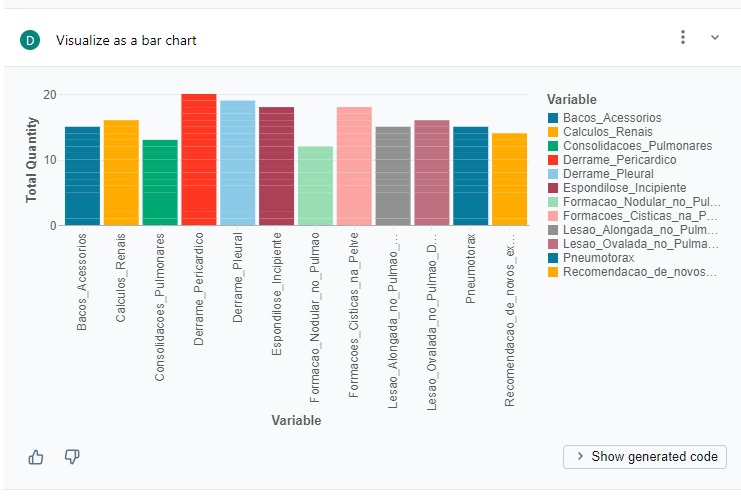 D Visualize as a bar chart
20
10
0
Total Quantity
Bacos_Acessorios
Calculos_Renais
Consolidacoes_Pulmonares
Derrame_Pericardico
Derrame_Pleural
Espondilose_Incipiente
Formacao_Nodular_no_Pulmao
Formacoes_Cisticas_na_Pelve
Lesao_Alongada_no_Pulmao_...
Lesao_Ovalada_no_Pulmao_D...
Pneumotorax
Recomendacao_de_novos_ex...
Variable
Variable
Bacos_Acessorios
Calculos_Renais
Consolidacoes_Pulmonares
Derrame_Pericardico
Derrame_Pleural
Espondilose_Incipiente
Formacao_Nodular_no_Pul...
Formacoes_Cisticas_na_P...
Lesao_Alongada_no_Pulm...
Lesao_Ovalada_no_Pulma...
Pneumotorax
Recomendacao_de_novos...
Show generated code